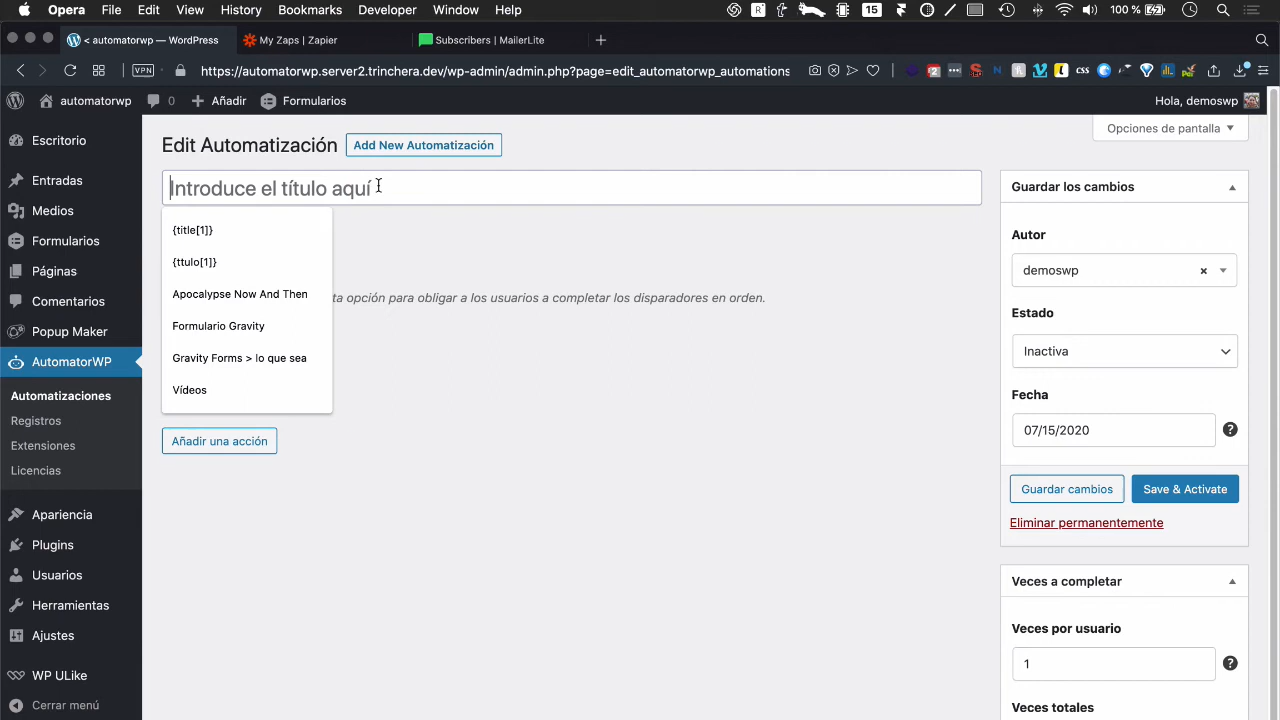 Opera File Edit View History Bookmarks Developer Window Help 15 100 %
< automatorwp — WordPress My Zaps | Zapier Subscribers | MailerLite
VPN https://automatorwp.server2.trinchera.dev/wp-admin/admin.php?page=edit_automatorwp_automations
automatorwp 0 Añadir Formularios Hola, demoswp
Opciones de pantalla
Edit Automatización Add New Automatización
Introduce el título aquí
{title[1]}
{ttulo[1]}
Apocalypse Now And Then
ta opción para obligar a los usuarios a completar los disparadores en orden.
Formulario Gravity
Gravity Forms > lo que sea
Vídeos
Añadir una acción
Escritorio
Entradas
Medios
Formularios
Páginas
Comentarios
Popup Maker
AutomatorWP
Automatizaciones
Registros
Extensiones
Licencias
Apariencia
Plugins
Usuarios
Herramientas
Ajustes
WP ULike
Cerrar menú
Guardar los cambios
Autor
demoswp
Estado
Inactiva
Fecha
07/15/2020
Guardar cambios Save & Activate
Eliminar permanentemente
Veces a completar
Veces por usuario
1
Veces totales